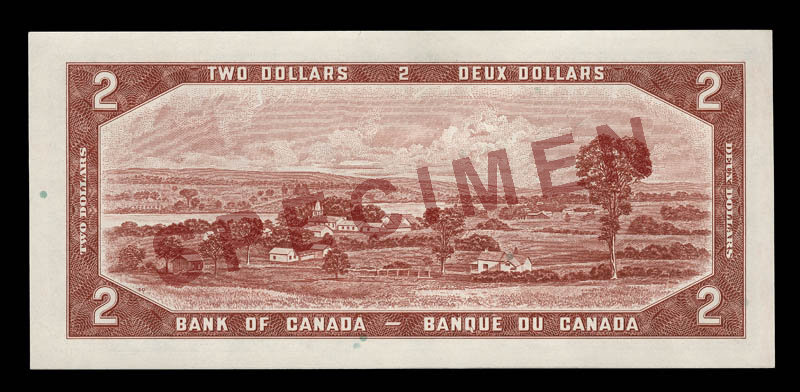 TWO DOLLARS 2 DEUX DOLLARS
2 2
TWO DOLLARS
DEUX DOLLARS
SPECIMEN
2 2
BANK OF CANADA — BANQUE DU CANADA